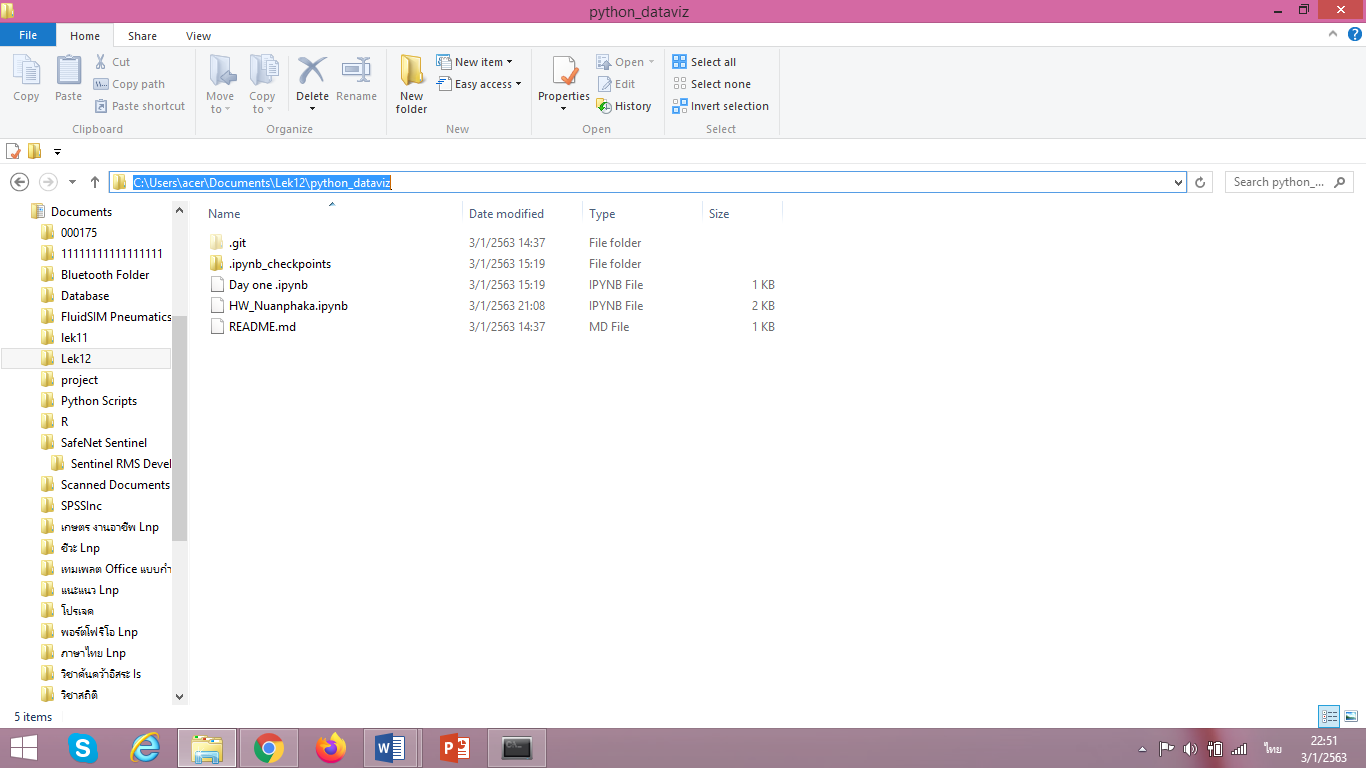 python_dataviz
File Home Share View
Copy
Paste
Cut
Copy path
Paste shortcut
Clipboard
Move to
Copy to
Delete
Rename
Organize
New folder
New item
Easy access
New
Properties
Open
Edit
History
Open
Select all
Select none
Invert selection
Select
C:\Users\acer\Documents\Lek12\python_dataviz
Search python_...
Documents
000175
11111111111111111
Bluetooth Folder
Database
FluidSIM Pneumatics
lek11
Lek12
project
Python Scripts
R
SafeNet Sentinel
Sentinel RMS Devel
Scanned Documents
SPSSInc
เกษตร งานอาชีพ Lnp
ชีวะ Lnp
เทมเพลต Office แบบกำ
แนะแนว Lnp
โปรเจค
พอร์ตโฟริโอ Lnp
ภาษาไทย Lnp
วิชาค้นคว้าอิสระ Is
วิชาสถิติ
Name Date modified Type Size
.git 3/1/2563 14:37 File folder
.ipynb_checkpoints 3/1/2563 15:19 File folder
Day one .ipynb 3/1/2563 15:19 IPYNB File 1 KB
HW_Nuanphaka.ipynb 3/1/2563 21:08 IPYNB File 2 KB
README.md 3/1/2563 14:37 MD File 1 KB
5 items
ไทย
22:51
3/1/2563